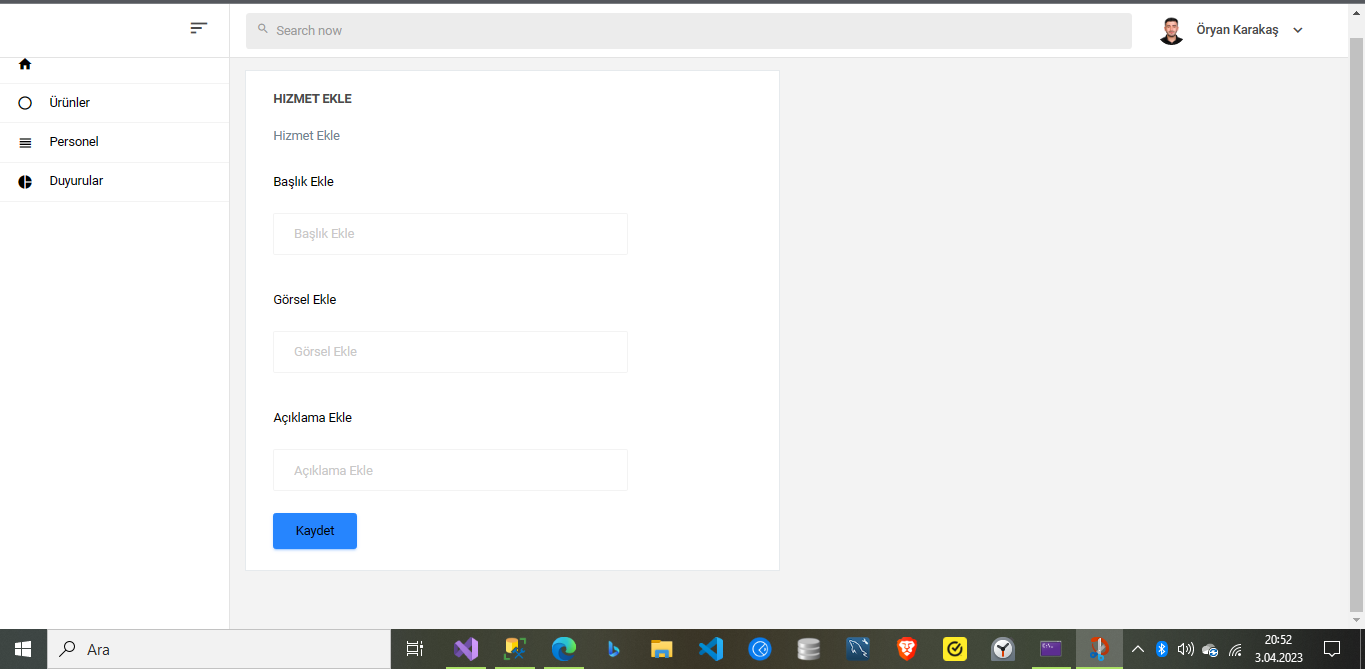 Search now
Öryan Karakaş
Ürünler
Personel
Duyurular
HIZMET EKLE
Hizmet Ekle
Başlık Ekle
Başlık Ekle
Görsel Ekle
Görsel Ekle
Açıklama Ekle
Açıklama Ekle
Kaydet
Ara
20:52
3.04.2023